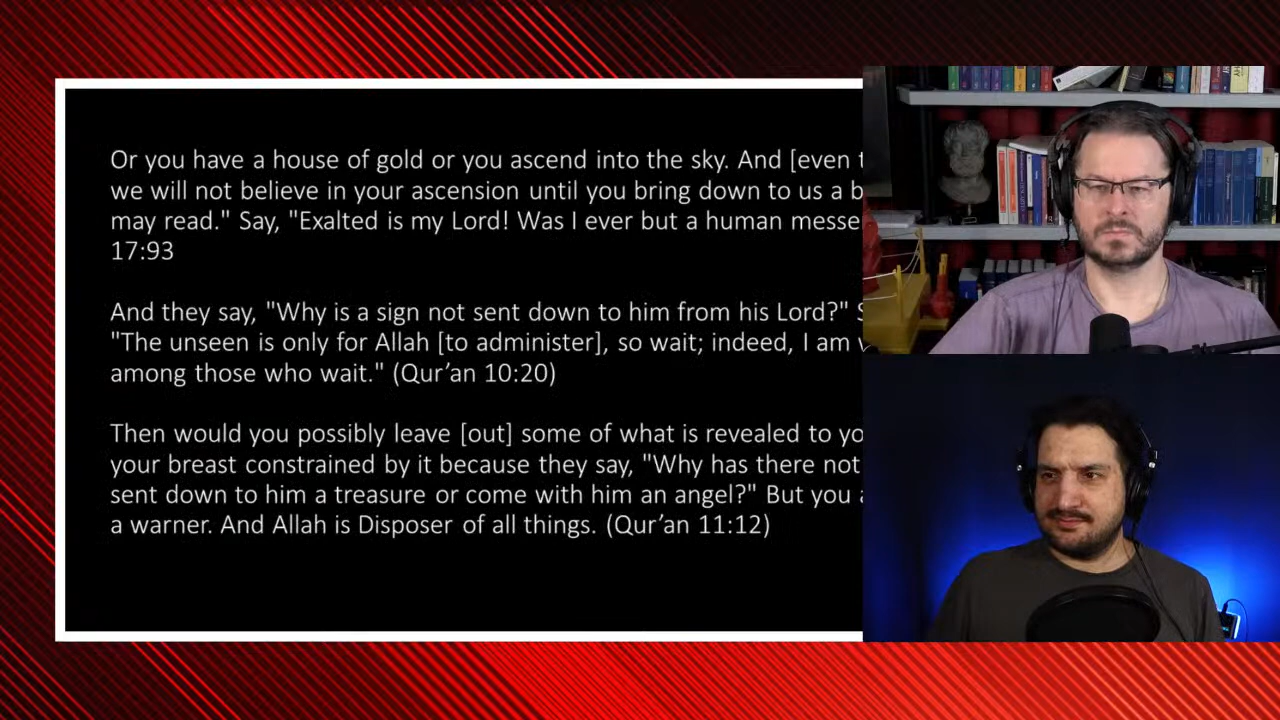 Or you have a house of gold or you ascend into the sky. And [even
we will not believe in your ascension until you bring down to us a
may read." Say, "Exalted is my Lord! Was I ever but a human
17:93
And they say, "Why is a sign not sent down to him from his Lord?"
"The unseen is only for Allah [to administer], so wait; indeed, I am
among those who wait." (Qur’an 10:20)
Then would you possibly leave [out] some of what is revealed to
your breast constrained by it because they say, "Why has there not
sent down to him a treasure or come with him an angel?" But you
a warner. And Allah is Disposer of all things. (Qur’an 11:12)